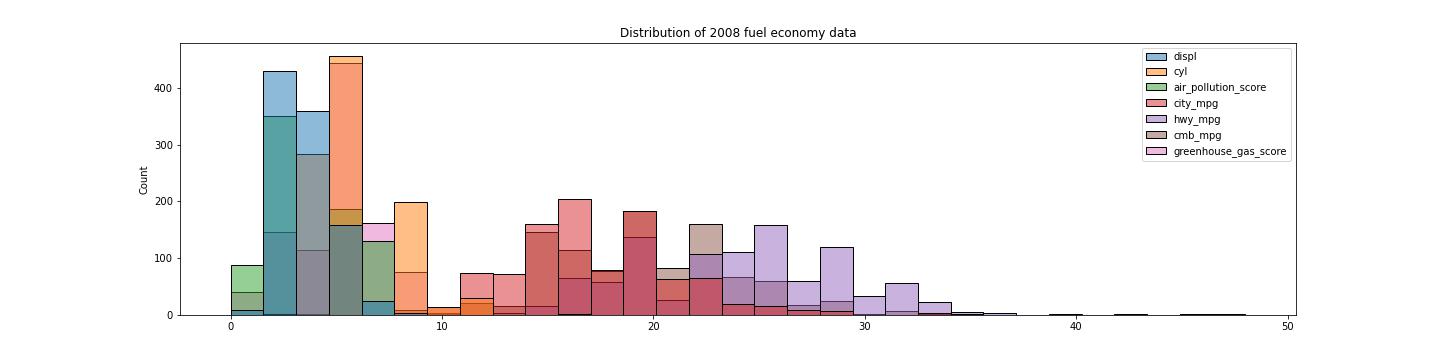 Distribution of 2008 fuel economy data
displ
cyl
air_pollution_score
city_mpg
hwy_mpg
cmb_mpg
greenhouse_gas_score
400
300
200
100
0
Count
0 10 20 30 40 50